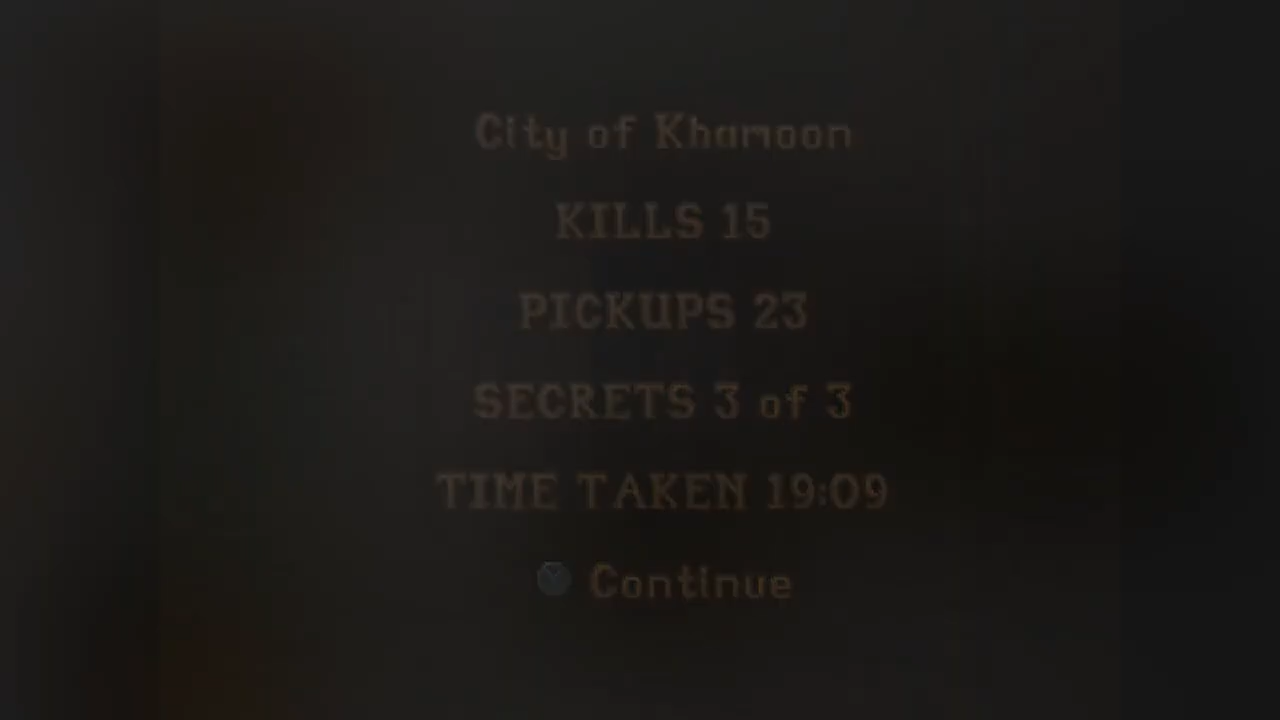 City of Khamoon
KILLS 15
PICKUPS 23
SECRETS 3 of 3
TIME TAKEN 19:09
Continue